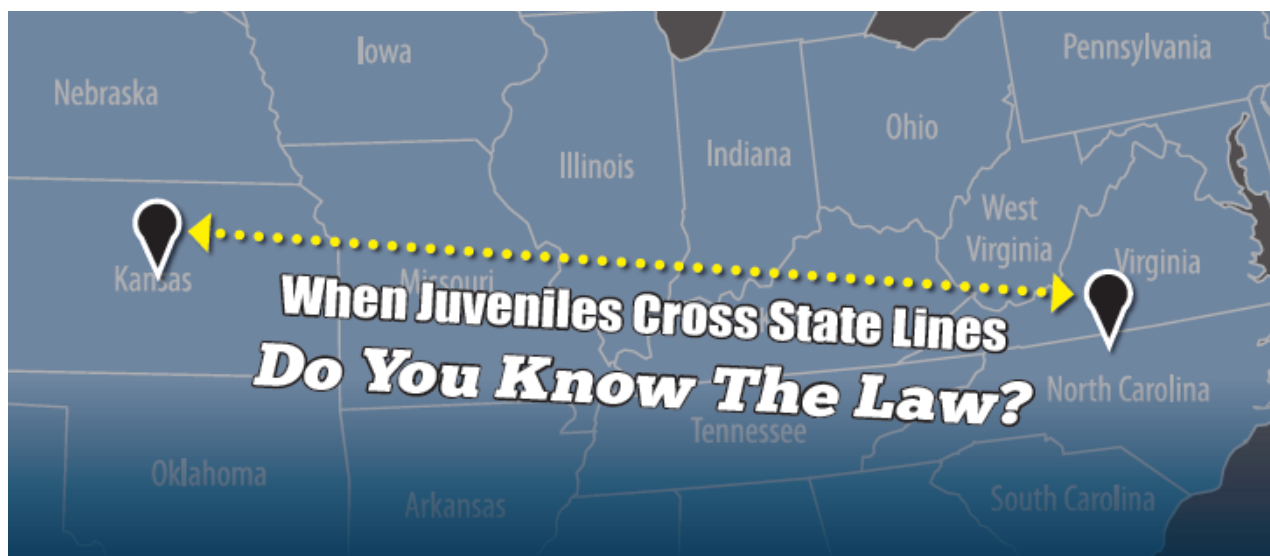 Iowa
Pennsylvania
Nebraska
Ohio
Indiana
Illinois
West
Virginia
Virginia
Kansas
Missouri
When Juveniles Cross State Lines
Do You Know The Law?
North Carolina
Tennessee
Oklahoma
Arkansas
South Carolina